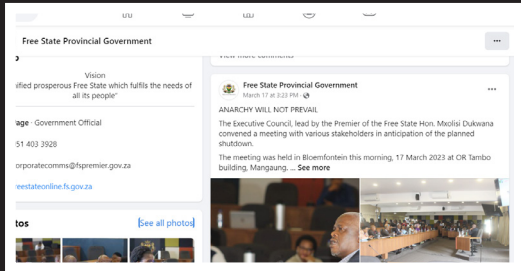 Free State Provincial Government
Vision
ified prosperous Free State which fulfils the needs of
all its people"
age · Government Official
51 403 3928
orporatecomms@fspremier.gov.za
reestateonline.fs.gov.za
tos
See all photos
View more comments
Free State Provincial Government
March 17 at 3:23 PM ·
ANARCHY WILL NOT PREVAIL
The Executive Council, lead by the Premier of the Free State Hon. Mxolisi Dukwana
convened a meeting with various stakeholders in anticipation of the planned
shutdown.
The meeting was held in Bloemfontein this morning, 17 March 2023 at OR Tambo
building, Mangaung. ... See more